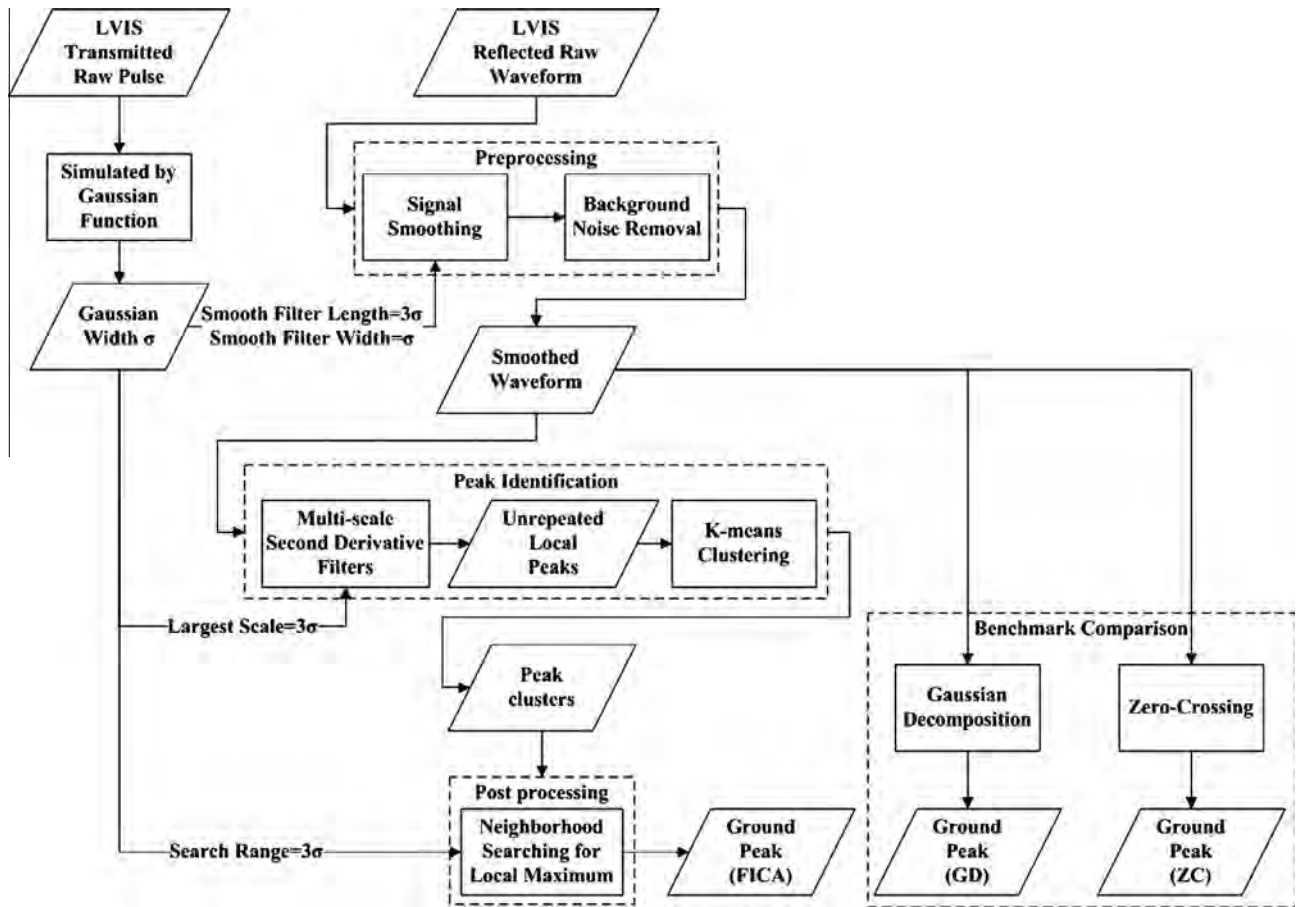 LVIS
Transmitted
Raw Pulse
LVIS
Reflected Raw
Waveform
Simulated by
Gaussian
Function
Preprocessing
Signal
Smoothing
Background
Noise Removal
Gaussian
Width σ
Smooth Filter Length=3σ
Smooth Filter Width=σ
Smoothed
Waveform
Peak Identification
Multi-scale
Second Derivative
Filters
Unrepeated
Local
Peaks
K-means
Clustering
Largest Scale=3σ
Peak
clusters
Benchmark Comparison
Gaussian
Decomposition
Zero-Crossing
Post processing
Neighborhood
Searching for
Local Maximum
Search Range=3σ
Ground
Peak
(FICA)
Ground
Peak
(GD)
Ground
Peak
(ZC)